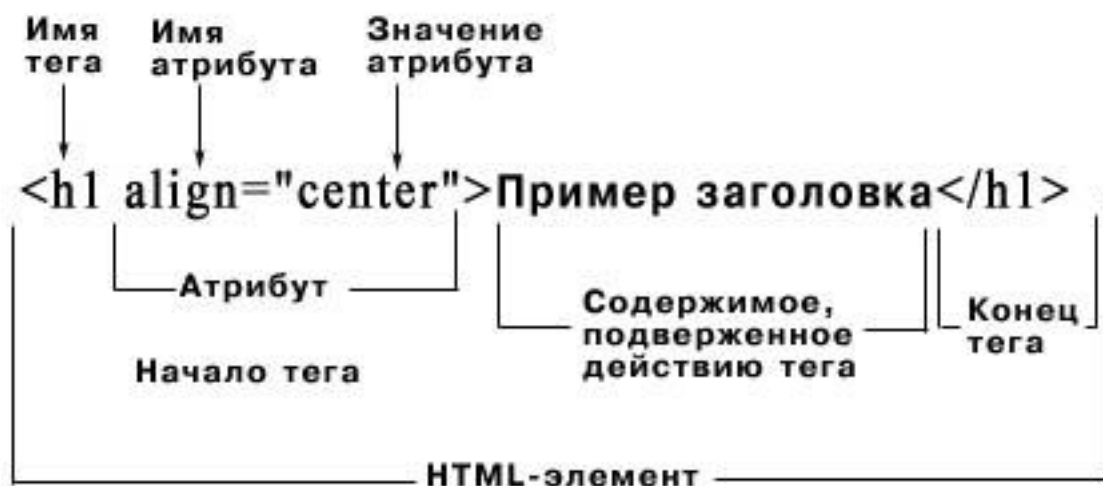 Имя тега
Имя атрибута
Значение атрибута
<h1 align="center">Пример заголовка</h1>
Атрибут
Содержимое,
подверженное
действию тега
Конец
тега
Начало тега
HTML-элемент